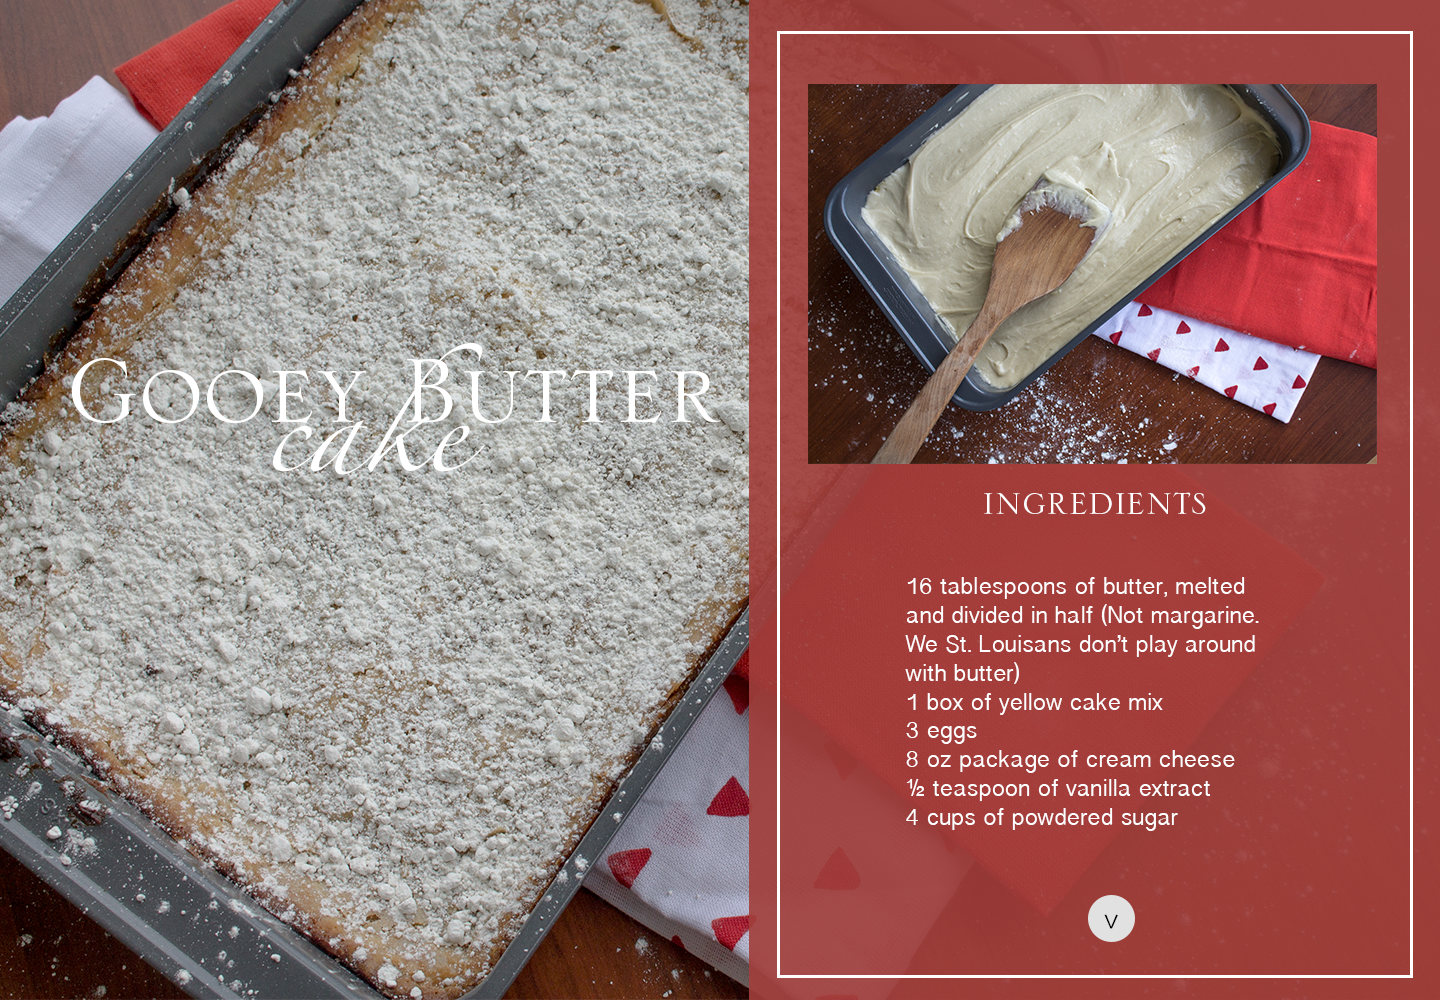 Gooey Butter
cake
INGREDIENTS
16 tablespoons of butter, melted
and divided in half (Not margarine.
We St. Louisans don’t play around
with butter)
1 box of yellow cake mix
3 eggs
8 oz package of cream cheese
½ teaspoon of vanilla extract
4 cups of powdered sugar
V